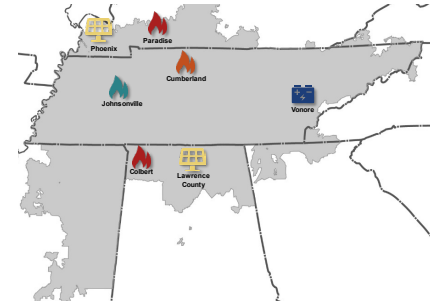 Paradise
Phoenix
Cumberland
Johnsonville
Vonore
Colbert
Lawrence
County